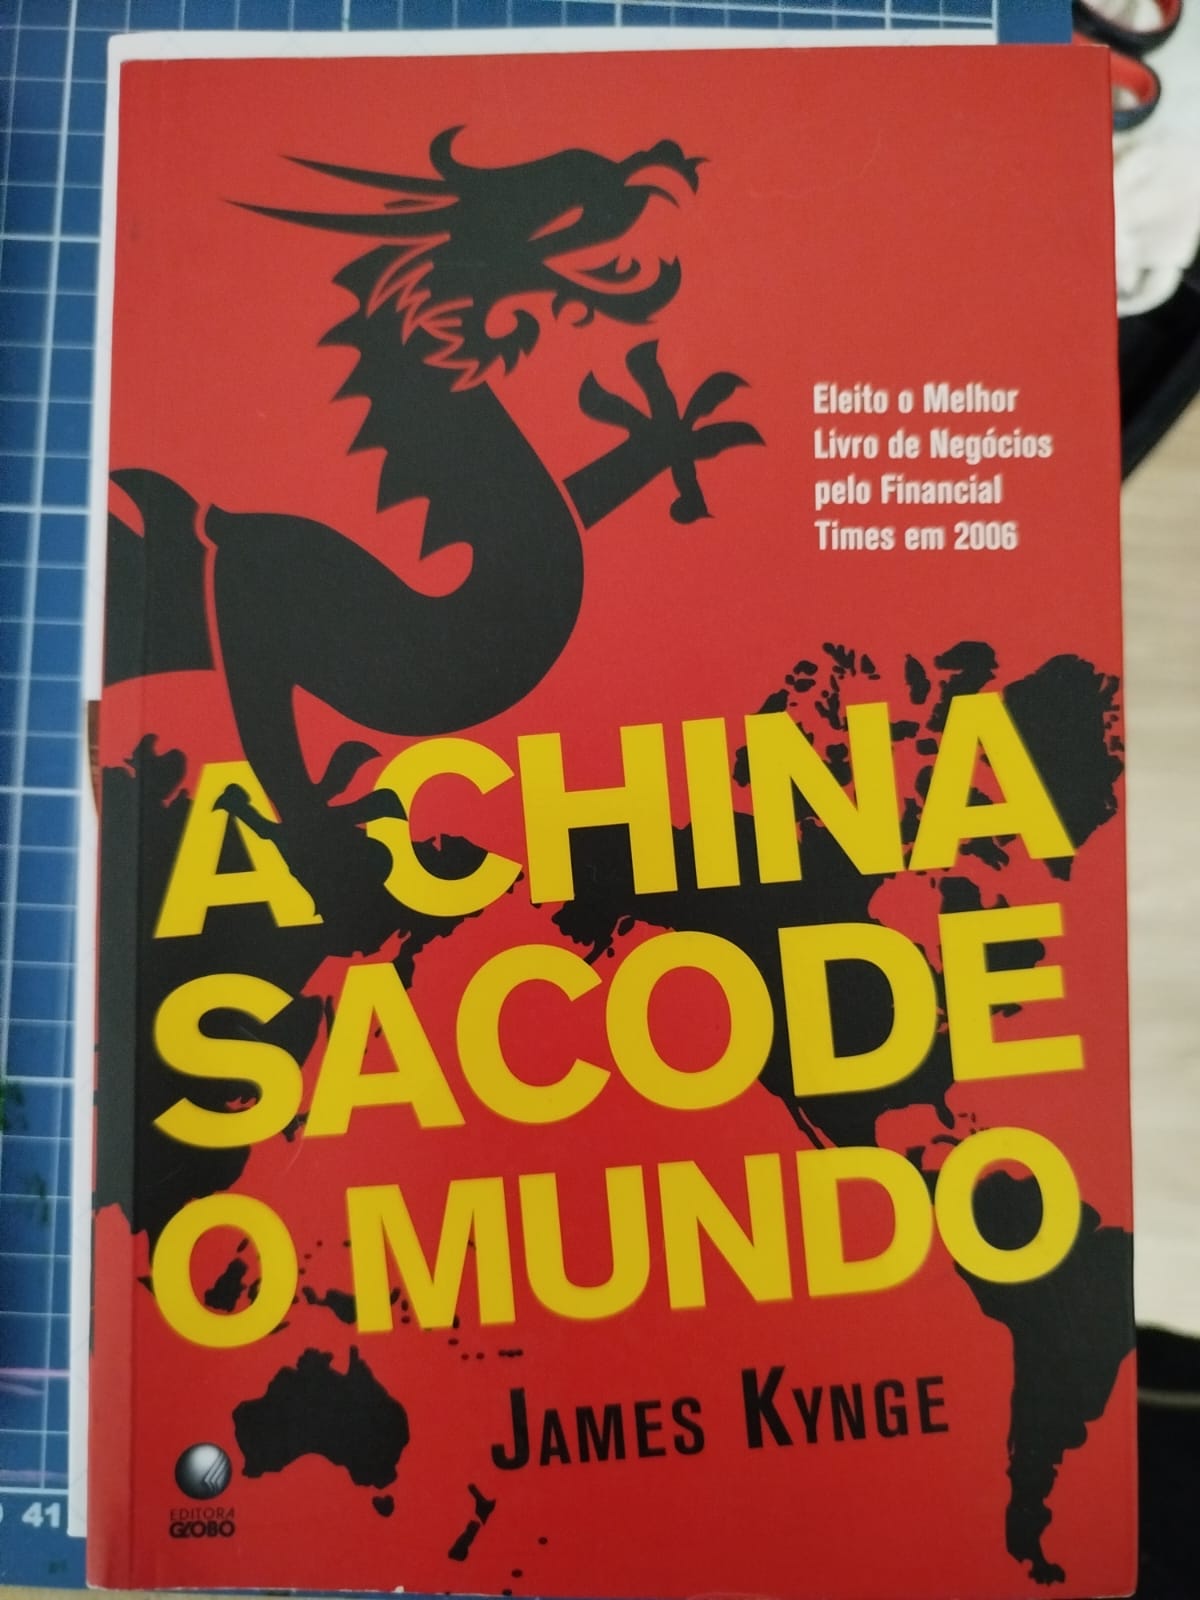 Eleito o Melhor
Livro de Negócios
pelo Financial
Times em 2006
A CHINA
SACODE
O MUNDO
JAMES KYNGE
EDITORA
GLOBO
41